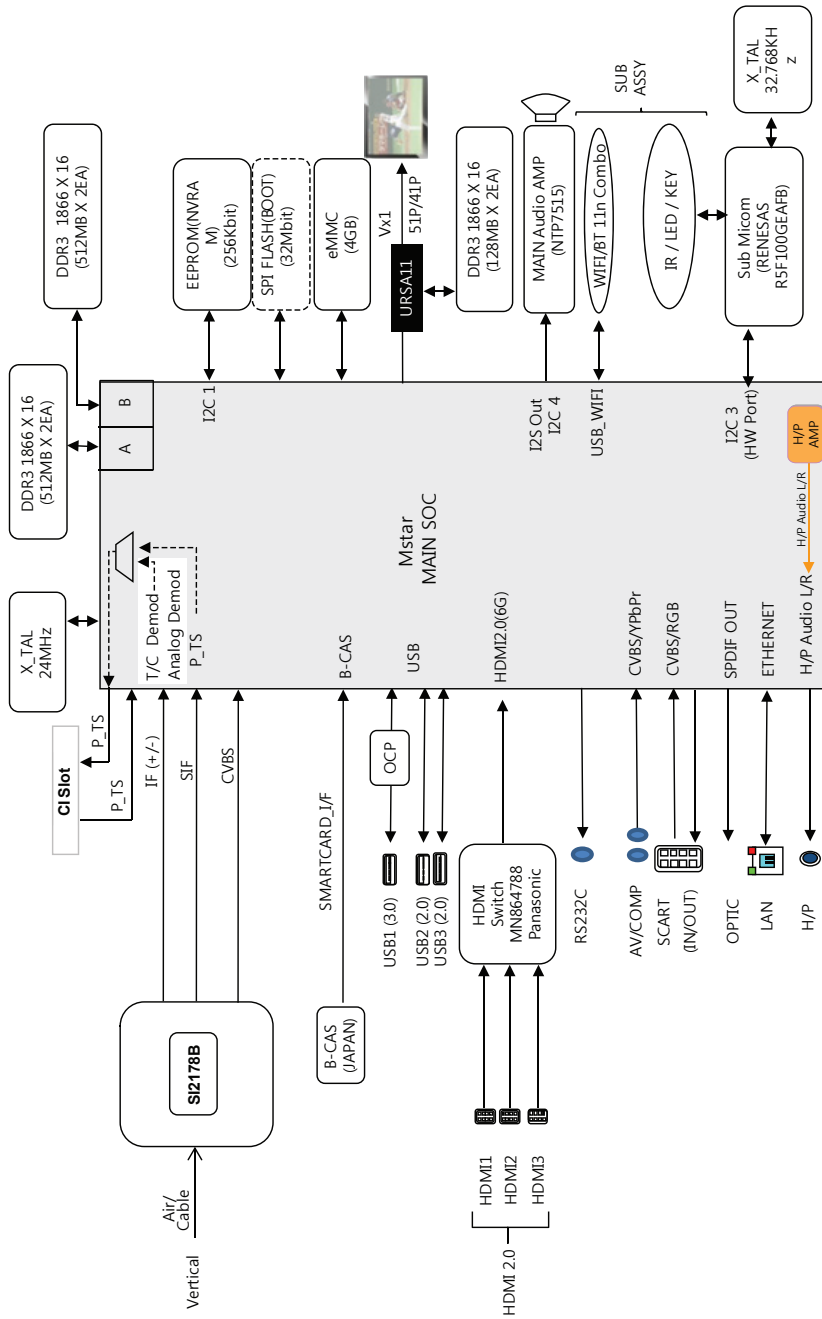 Vertical
Air/
Cable
SI2178B
CI Slot
P_TS
P_TS
IF (+/-)
SIF
CVBS
X_TAL
24MHz
T/C  Demod
Analog Demod
P_TS
DDR3 1866 X 16
(512MB X 2EA)
DDR3  1866 X 16
(512MB X 2EA)
A
B
B-CAS
(JAPAN)
SMARTCARD_I/F
B-CAS
USB1 (3.0)
USB2 (2.0)
USB3 (2.0)
OCP
USB
HDMI 2.0
HDMI1
HDMI2
HDMI3
HDMI
Switch
MN864788
Panasonic
HDMI2.0(6G)
RS232C
AV/COMP
SCART
(IN/OUT)
OPTIC
LAN
H/P
CVBS/YPbPr
CVBS/RGB
SPDIF OUT
ETHERNET
H/P Audio L/R
H/P Audio L/R
H/P
AMP
Mstar
MAIN SOC
I2C 1
EEPROM(NVRA
M)
(256Kbit)
SPI FLASH(BOOT)
(32Mbit)
eMMC
(4GB)
URSA11
Vx1
51P/41P
DDR3 1866 X 16
(128MB X 2EA)
I2S Out
I2C 4
MAIN Audio AMP
(NTP7515)
USB_WIFI
WIFI/BT 11n Combo
SUB
ASSY
IR / LED / KEY
I2C 3
(HW Port)
Sub Micom
(RENESAS
R5F100GEAFB)
X_TAL
32.768KH
z